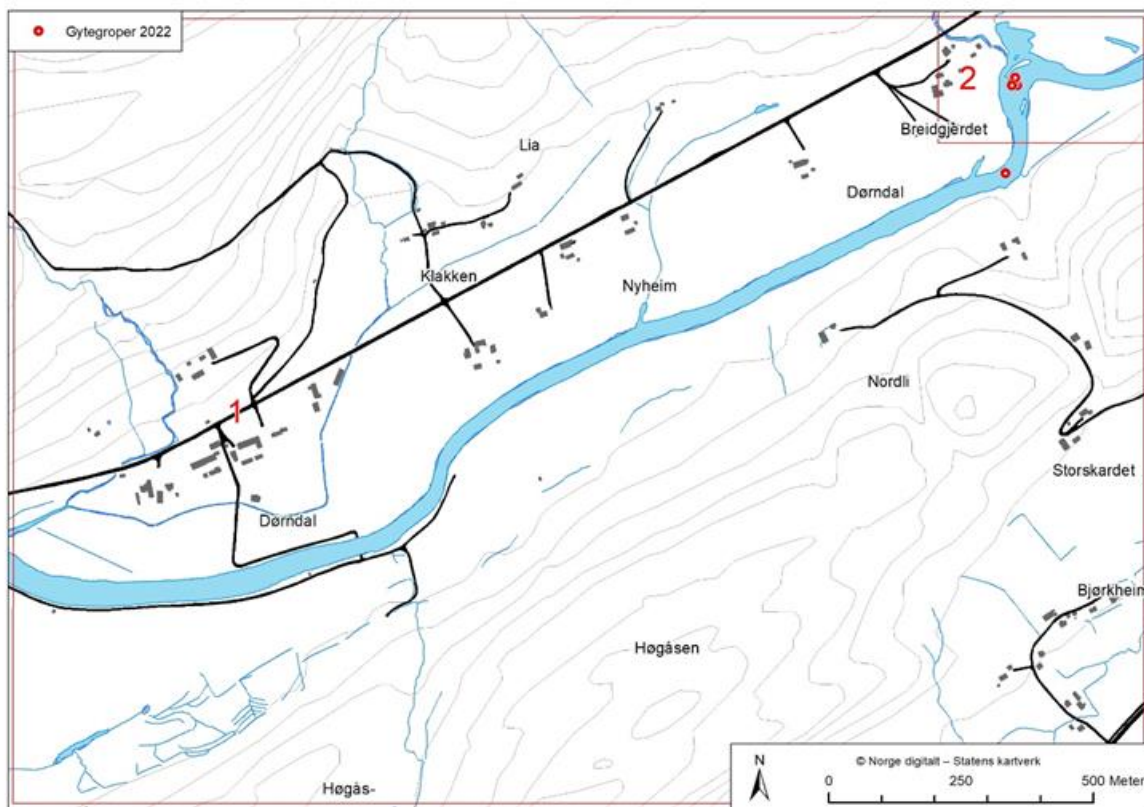 Gytegroper 2022
2
Breidgjerdet
Lia
Dørndal
Klakken
Nyheim
Nordli
1
Storskardet
Dørndal
Bjørkheim
Høgåsen
N
© Norge digitalt – Statens kartverk
0 250 500 Meter
Høgås-